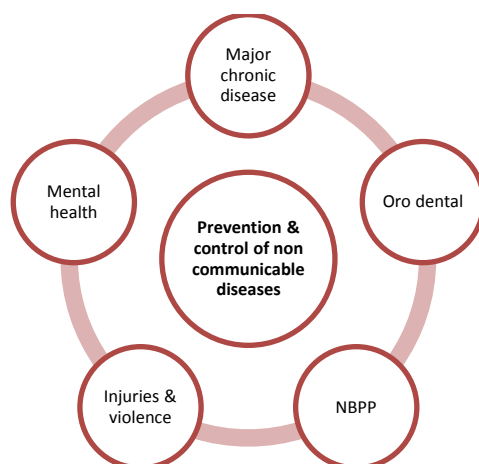 Major
chronic
disease
Oro dental
NBPP
Injuries &
violence
Mental
health
Prevention &
control of non
communicable
diseases